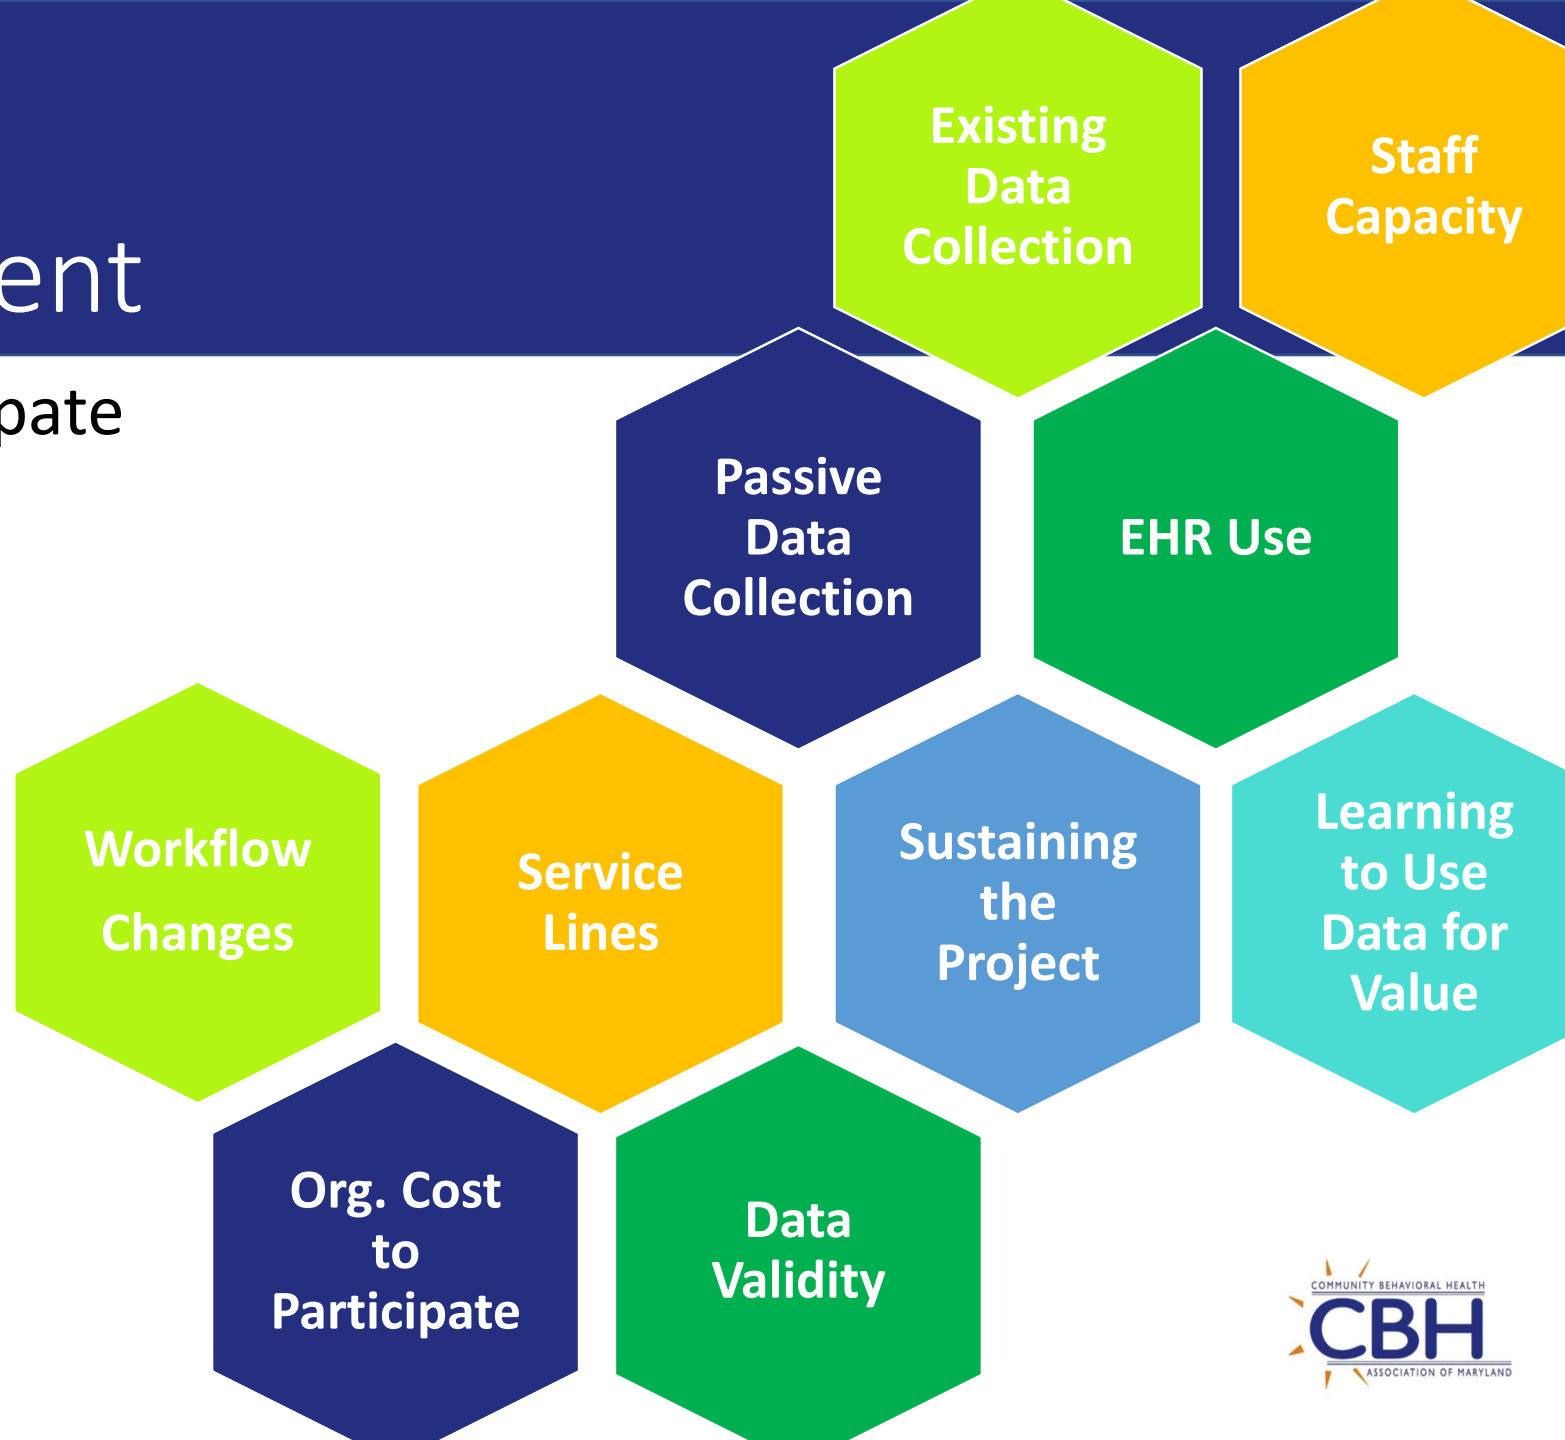 ent
pate
Existing
Data
Collection
Staff
Capacity
Passive
Data
Collection
EHR Use
Workflow
Changes
Service
Lines
Sustaining
the
Project
Learning
to Use
Data for
Value
Org. Cost
to
Participate
Data
Validity
COMMUNITY BEHAVIORAL HEALTH
CBH
ASSOCIATION OF MARYLAND